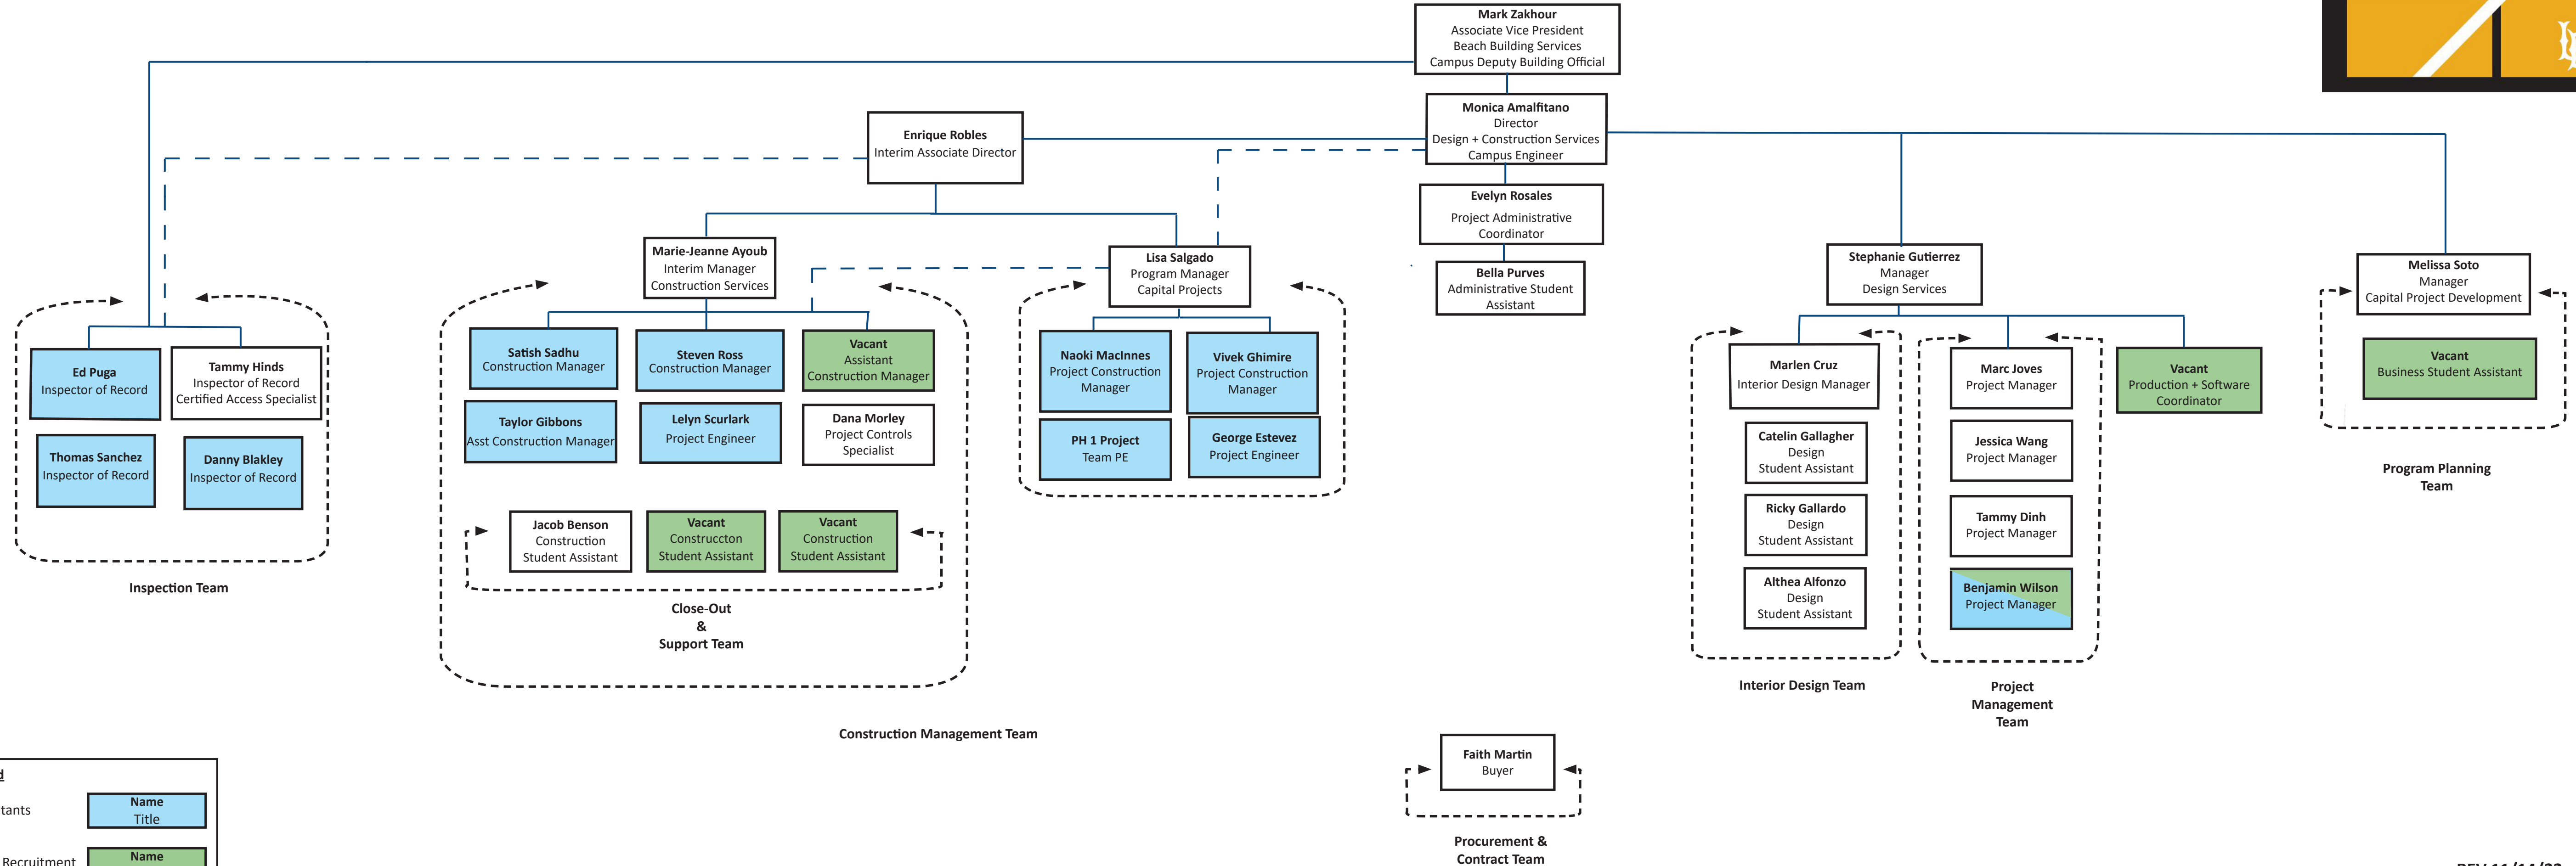 Mark Zakhour
Associate Vice President
Beach Building Services
Campus Deputy Building Official
Monica Amalfitano
Director
Design + Construction Services
Campus Engineer
Enrique Robles
Interim Associate Director
Evelyn Rosales
Project Administrative
Coordinator
Bella Purves
Administrative Student
Assistant
Marie-Jeanne Ayoub
Interim Manager
Construction Services
Lisa Salgado
Program Manager
Capital Projects
Stephanie Gutierrez
Manager
Design Services
Melissa Soto
Manager
Capital Project Development
Ed Puga
Inspector of Record
Tammy Hinds
Inspector of Record
Certified Access Specialist
Thomas Sanchez
Inspector of Record
Danny Blakley
Inspector of Record
Inspection Team
Satish Sadhu
Construction Manager
Steven Ross
Construction Manager
Vacant
Assistant
Construction Manager
Taylor Gibbons
Asst Construction Manager
Lelyn Scurlark
Project Engineer
Dana Morley
Project Controls
Specialist
Jacob Benson
Construction
Student Assistant
Vacant
Construccton
Student Assistant
Vacant
Construction
Student Assistant
Close-Out
&
Support Team
Naoki MacInnes
Project Construction
Manager
Vivek Ghimire
Project Construction
Manager
PH 1 Project
Team PE
George Estevez
Project Engineer
Construction Management Team
Marlen Cruz
Interior Design Manager
Catelin Gallagher
Design
Student Assistant
Ricky Gallardo
Design
Student Assistant
Althea Alfonzo
Design
Student Assistant
Interior Design Team
Marc Joves
Project Manager
Jessica Wang
Project Manager
Tammy Dinh
Project Manager
Benjamin Wilson
Project Manager
Project
Management
Team
Vacant
Production + Software
Coordinator
Vacant
Business Student Assistant
Program Planning
Team
Faith Martin
Buyer
Procurement &
Contract Team
Name
Title
Recruitment
Name